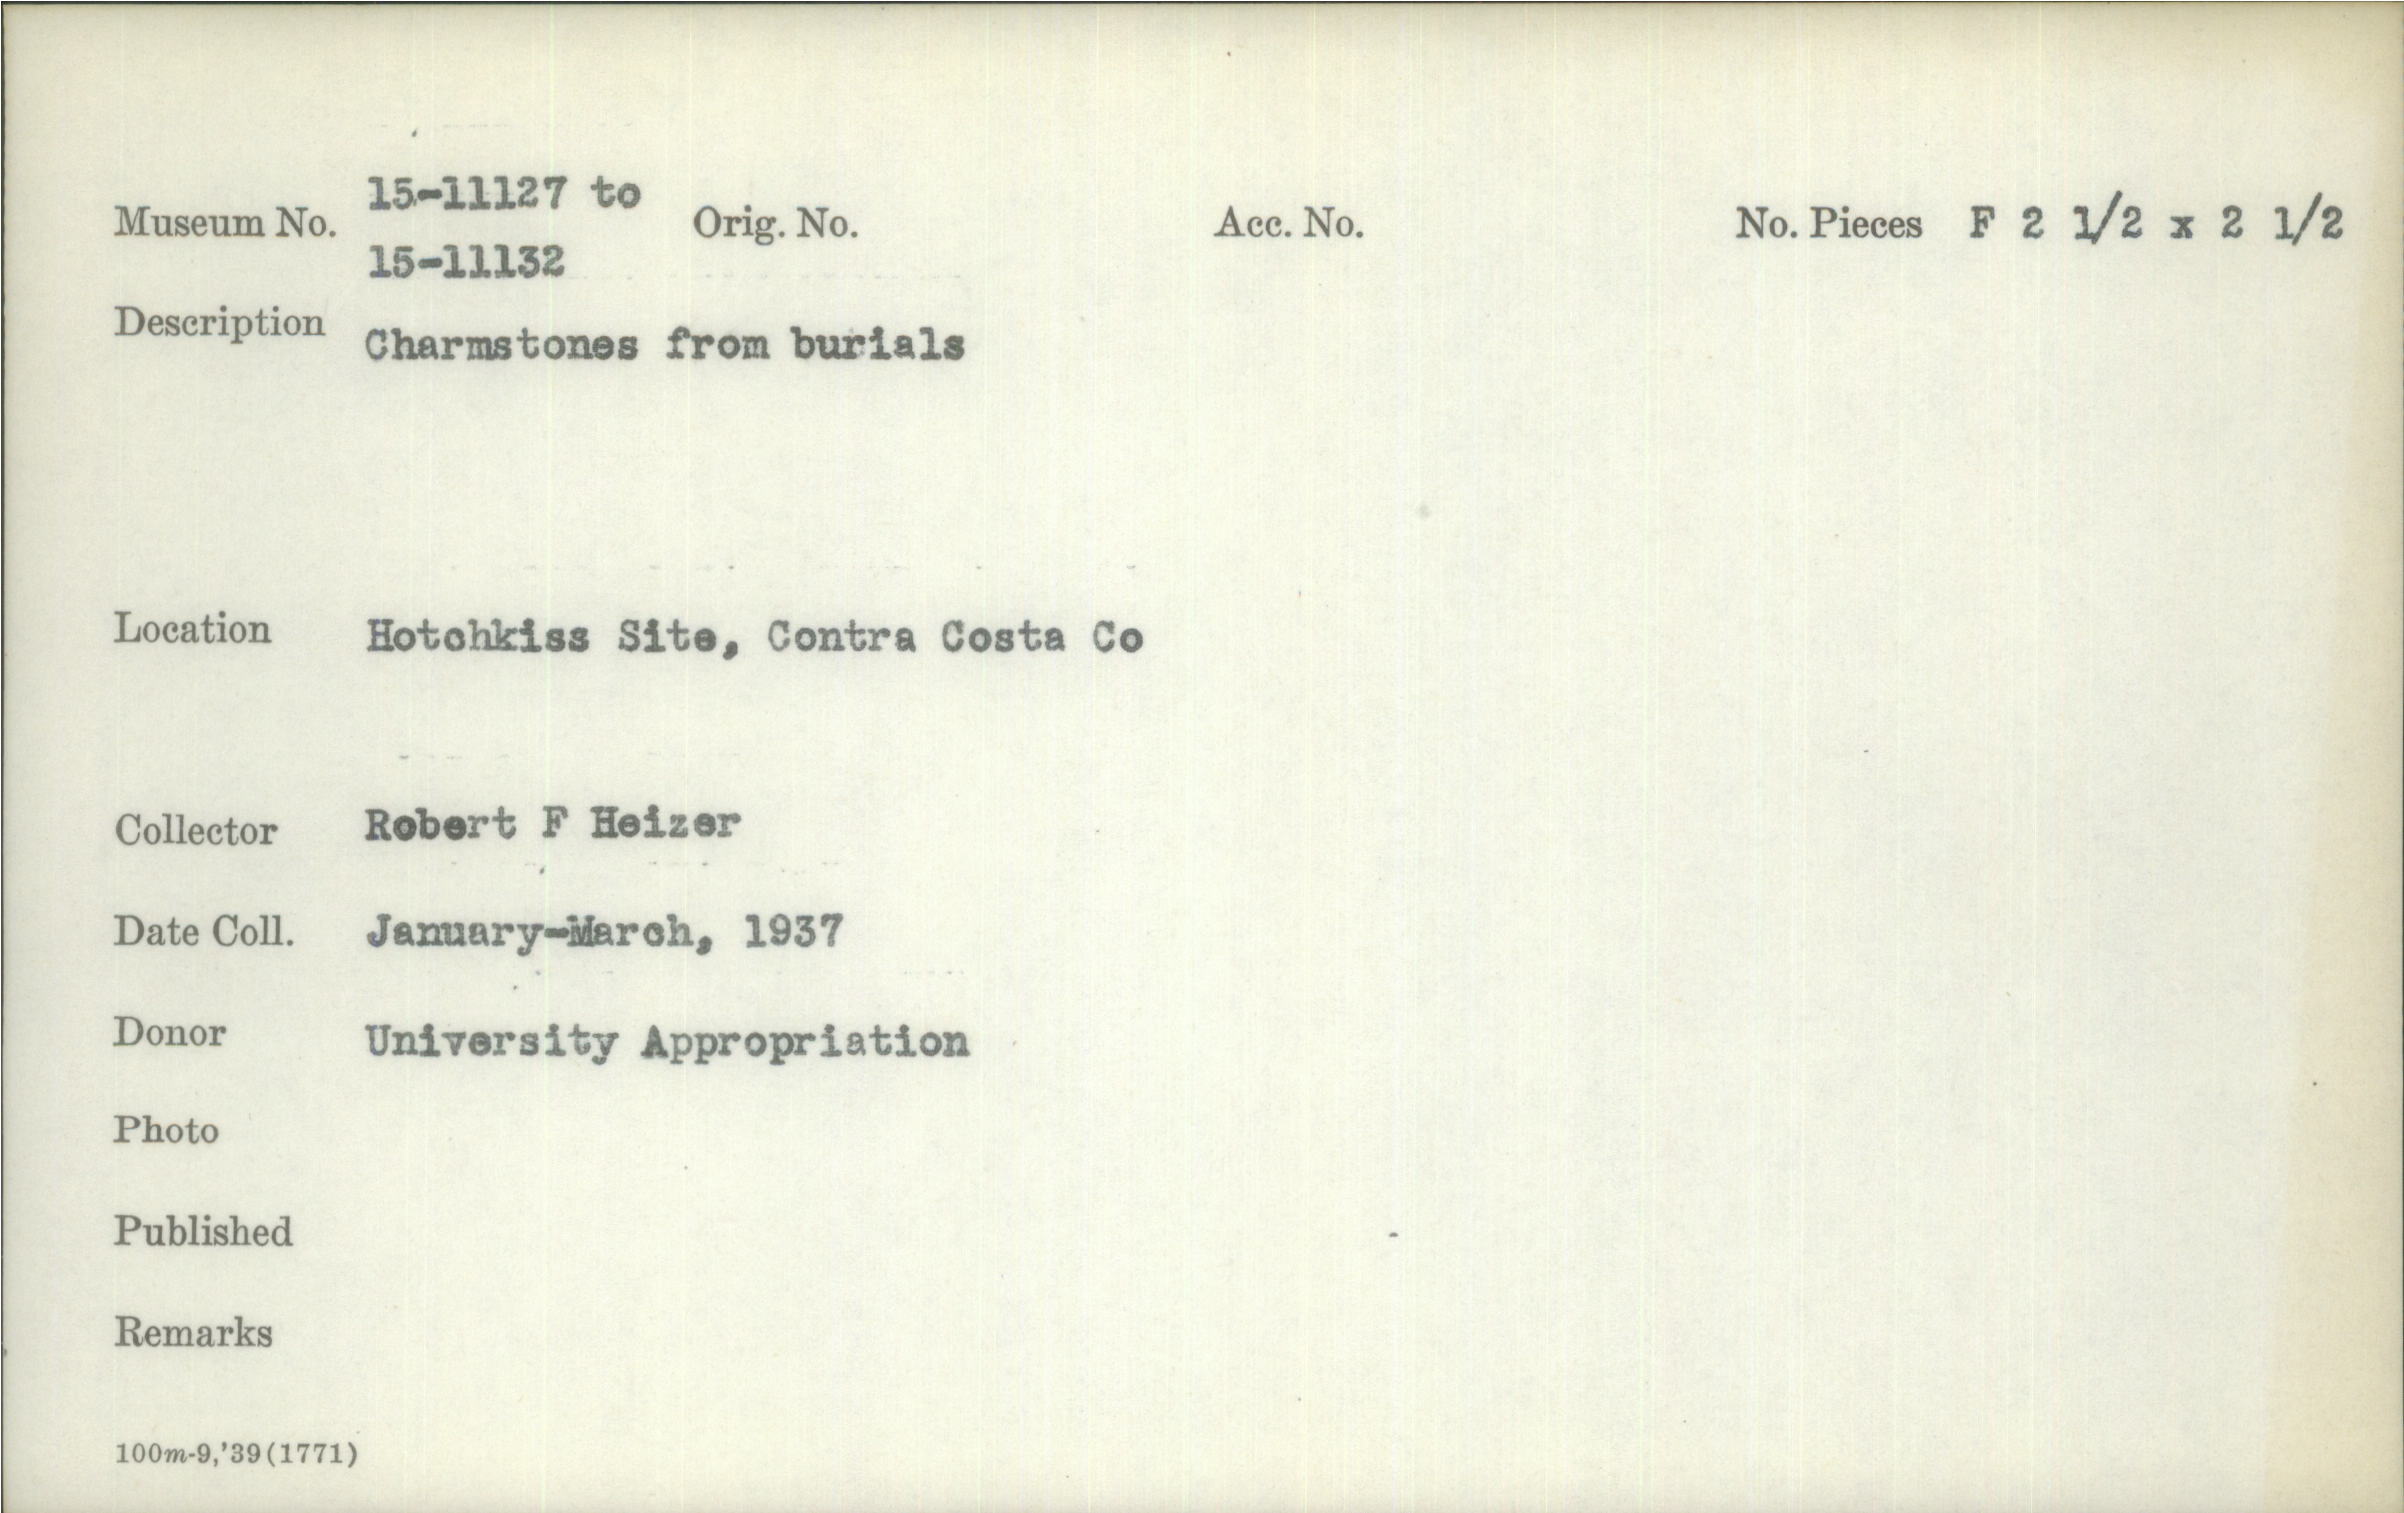 15-11127 to
Museum No. Orig. No. Acc. No. No. Pieces F 2 1/2 x 2 1/2
15-11132
Description Charmstones from burials
Location Hotchkiss Site, Contra Costa Co
Collector Robert F Heizer
Date Coll. January-March, 1937
Donor University Appropriation
Photo
Published
Remarks
100m-9,'39(1771)